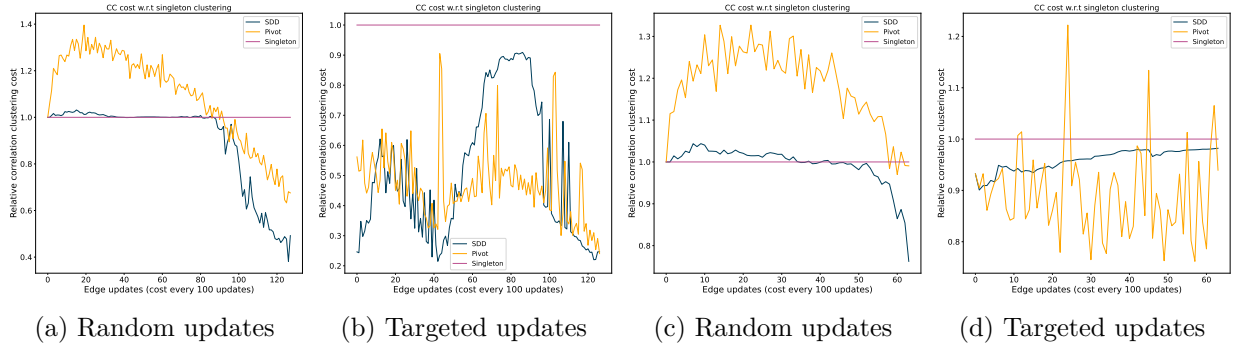 CC cost w.r.t singleton clustering
SDD
Pivot
Singleton
1.4
1.2
1.0
0.8
0.6
0.4
Relative correlation clustering cost
0
20
40
60
80
100
120
Edge updates (cost every 100 updates)
(a) Random updates
CC cost w.r.t singleton clustering
1.0
0.9
0.8
0.7
0.6
0.5
0.4
0.3
0.2
Relative correlation clustering cost
SDD
Pivot
Singleton
0
20
40
60
80
100
120
Edge updates (cost every 100 updates)
(b) Targeted updates
CC cost w.r.t singleton clustering
SDD
Pivot
Singleton
1.3
1.2
1.1
1.0
0.9
0.8
Relative correlation clustering cost
0
10
20
30
40
50
60
Edge updates (cost every 100 updates)
(c) Random updates
CC cost w.r.t singleton clustering
SDD
Pivot
Singleton
1.2
1.1
1.0
0.9
0.8
Relative correlation clustering cost
0
10
20
30
40
50
60
Edge updates (cost every 100 updates)
(d) Targeted updates